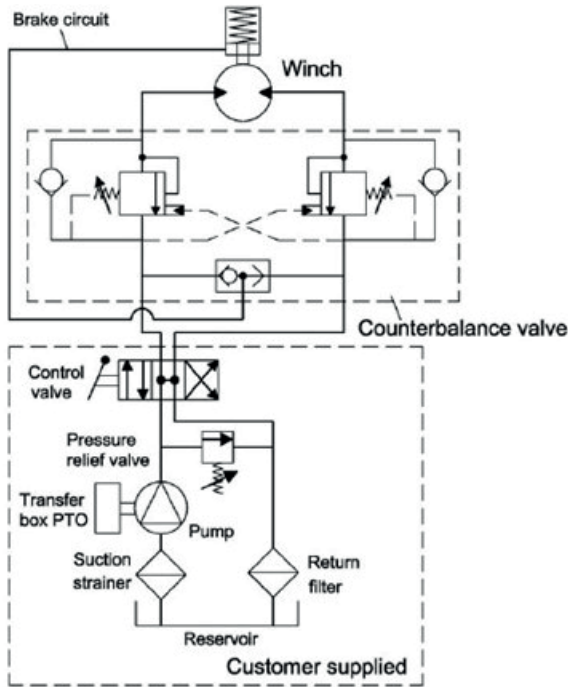 Brake circuit
Winch
Counterbalance valve
Control
valve
Pressure
relief valve
Transfer
box PTO
Pump
Suction
strainer
Return
filter
Reservoir
Customer supplied